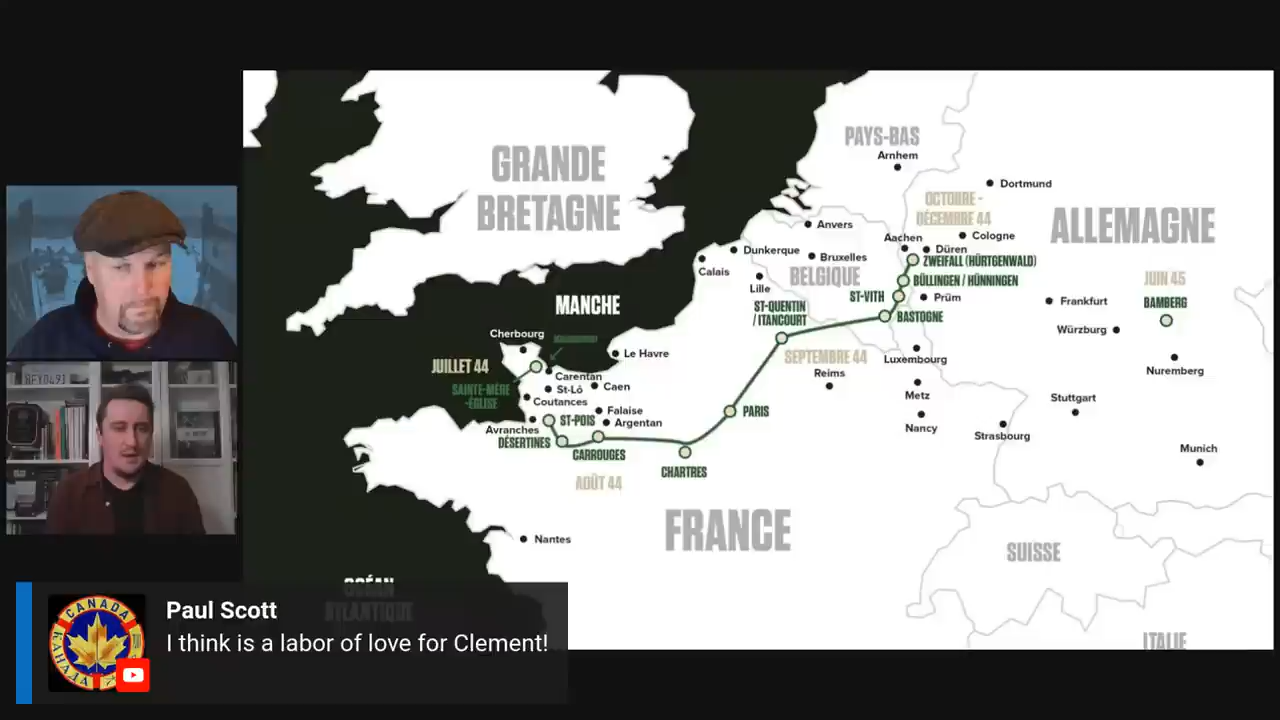 GRANDE
BRETAGNE
PAYS-BAS
Arnhem
Dortmund
OCTOBRE -
DÉCEMBRE 44
ALLEMAGNE
Anvers
Cologne
Aachen
Düren
Dunkerque
Bruxelles
ZWEIFALL (HÜRTGENWALD)
Calais
BELGIQUE
BÜLLINGEN / HÜNNINGEN
JUIN 45
Lille
ST-VITH
Prüm
Frankfurt
BAMBERG
MANCHE
ST-QUENTIN
/ ITANCOURT
BASTOGNE
Würzburg
Cherbourg
Le Havre
SEPTEMBRE 44
Luxembourg
JUILLET 44
Carentan
Reims
Nuremberg
SAINTE-MÈRE
-ÉGLISE
St-Lô
Caen
Metz
Coutances
Stuttgart
ST-POIS
Falaise
PARIS
Argentan
Avranches
Nancy
Strasbourg
DÉSERTINES
CARROUGES
Munich
CHARTRES
AOÛT 44
FRANCE
Nantes
SUISSE
OCÉAN
ATLANTIQUE
ITALIE
CANADA
Paul Scott
I think is a labor of love for Clement!